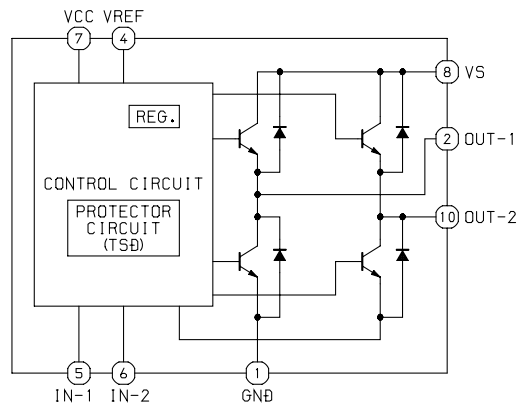 VCC VREF
7 4
8 VS
REG.
2 OUT-1
CONTROL CIRCUIT
PROTECTOR
CIRCUIT
(TSD)
10 OUT-2
5 6 1
IN-1 IN-2 GND